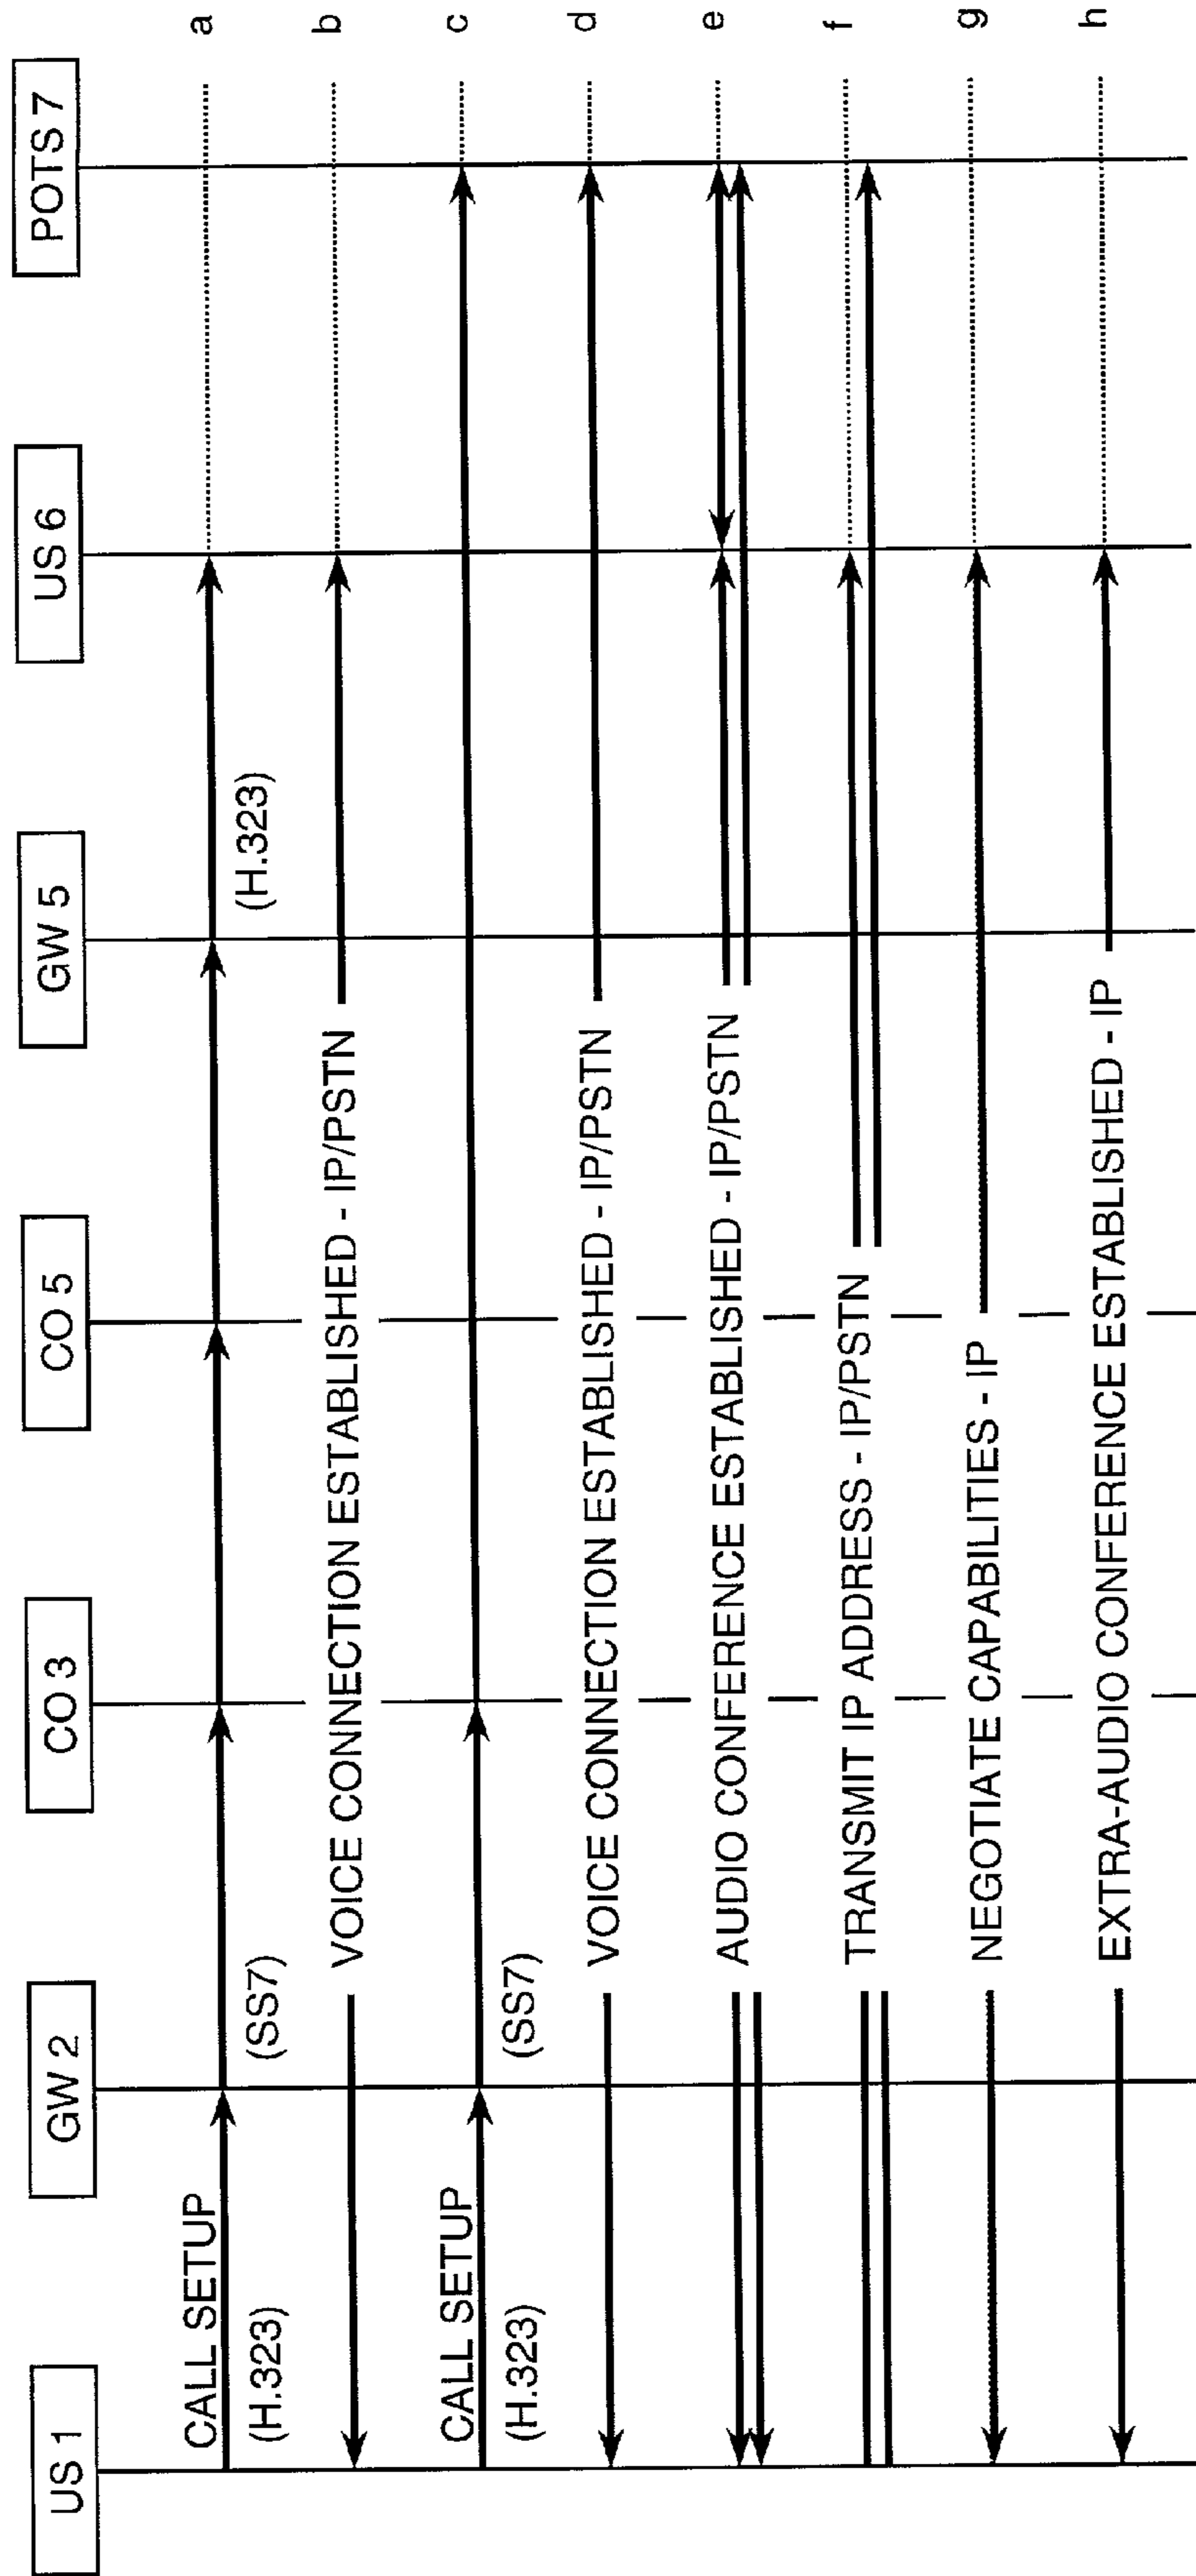 US 1
GW 2
CO 3
CO 5
GW 5
US 6
POTS 7
CALL SETUP
a
(H.323)
(SS7)
(H.323)
VOICE CONNECTION ESTABLISHED - IP/PSTN
b
CALL SETUP
c
(H.323)
(SS7)
VOICE CONNECTION ESTABLISHED - IP/PSTN
d
AUDIO CONFERENCE ESTABLISHED - IP/PSTN
e
TRANSMIT IP ADDRESS - IP/PSTN
f
NEGOTIATE CAPABILITIES - IP
g
EXTRA-AUDIO CONFERENCE ESTABLISHED - IP
h